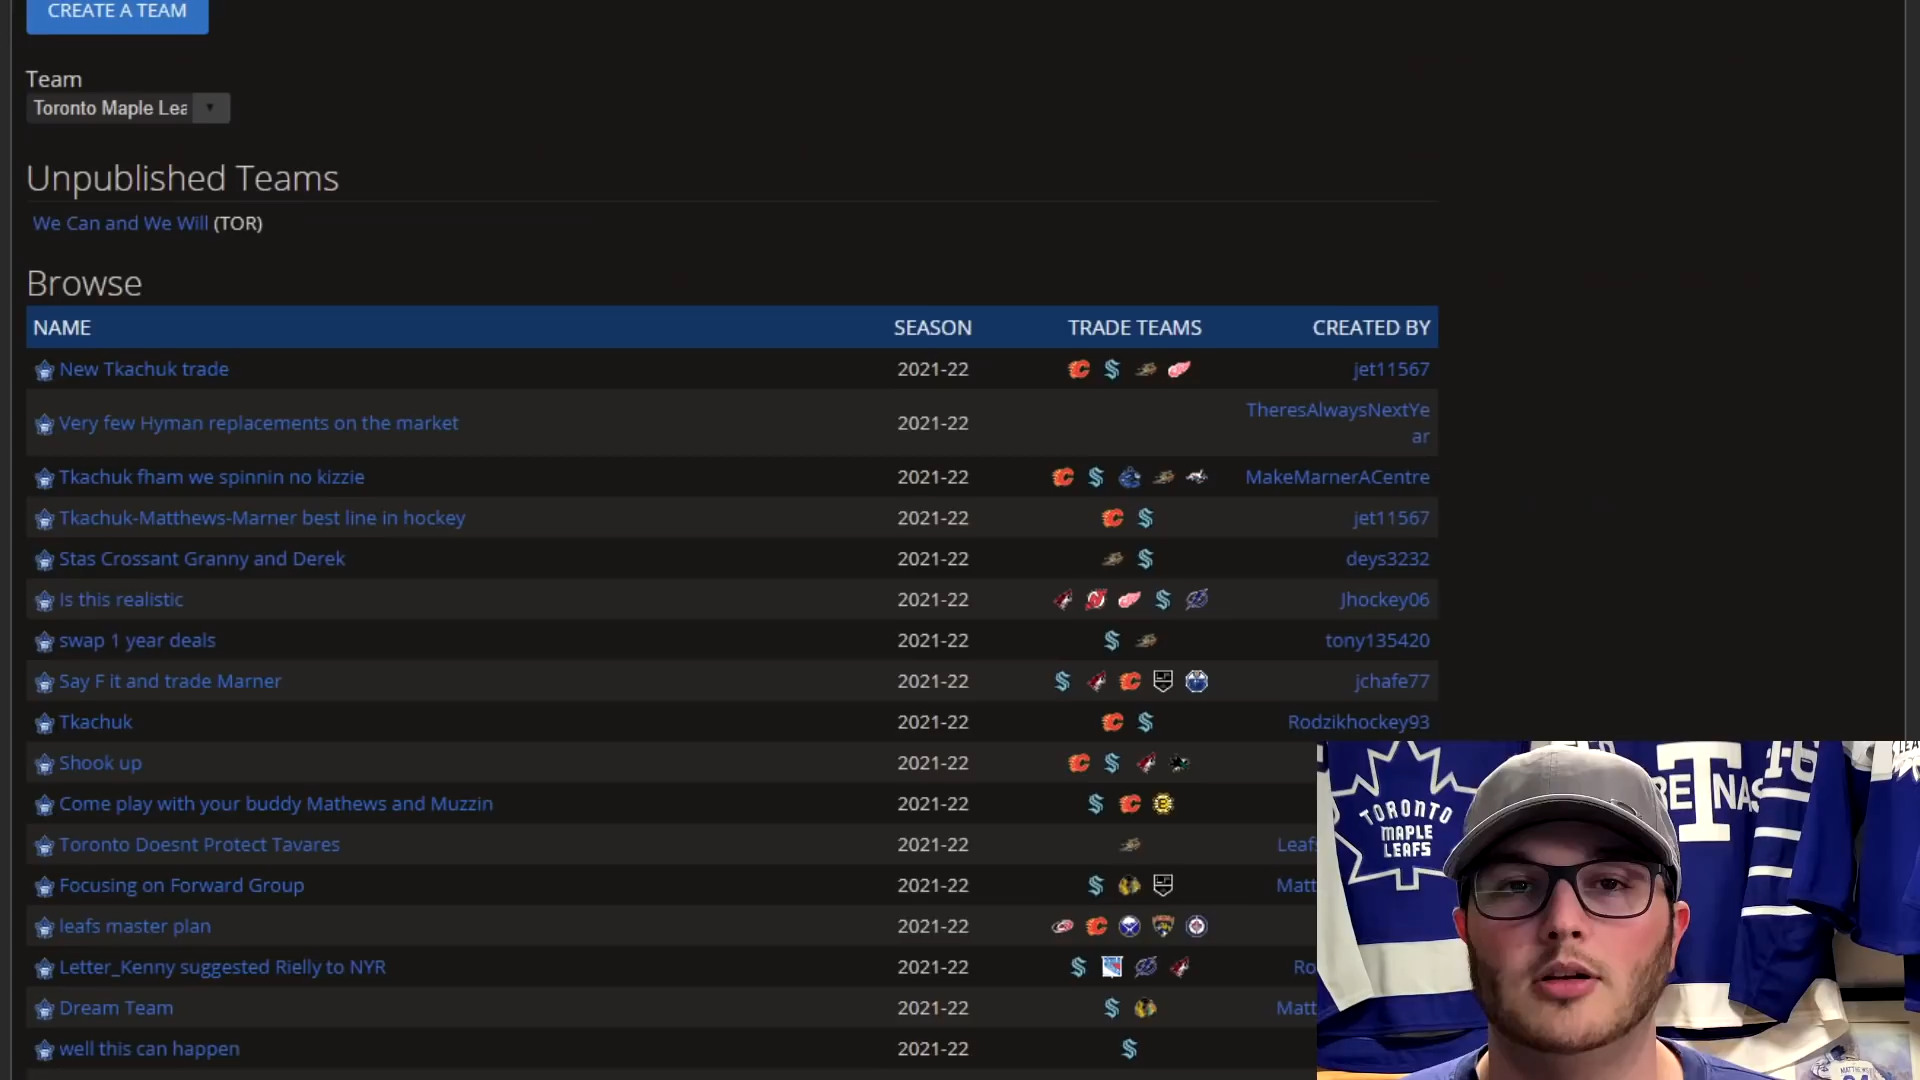 CREATE A TEAM
Team
Toronto Maple Lea
Unpublished Teams
We Can and We Will (TOR)
Browse
NAME SEASON TRADE TEAMS CREATED BY
New Tkachuk trade 2021-22 jet11567
Very few Hyman replacements on the market 2021-22 TheresAlwaysNextYe
ar
Tkachuk fham we spinnin no kizzie 2021-22 MakeMarnerACentre
Tkachuk-Matthews-Marner best line in hockey 2021-22 jet11567
Stas Crossant Granny and Derek 2021-22 deys3232
Is this realistic 2021-22 Jhockey06
swap 1 year deals 2021-22 tony135420
Say F it and trade Marner 2021-22 jchafe77
Tkachuk 2021-22 Rodzikhockey93
Shook up 2021-22
Come play with your buddy Mathews and Muzzin 2021-22
Toronto Doesnt Protect Tavares 2021-22 Leafs
Focusing on Forward Group 2021-22 Matt
leafs master plan 2021-22
Letter_Kenny suggested Rielly to NYR 2021-22 Ro
Dream Team 2021-22 Matt
well this can happen 2021-22
TORONTO
MAPLE
LEAFS